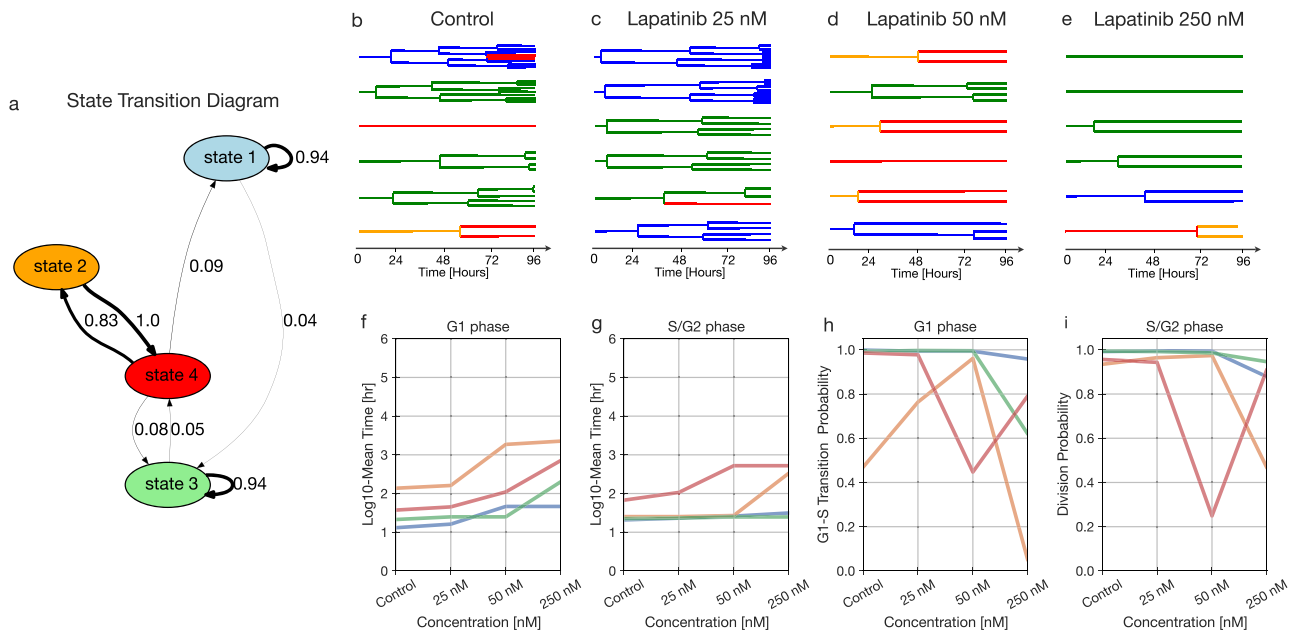 a
State Transition Diagram
state 1
0.94
0.09
state 2
0.83
1.0
0.04
state 4
0.08
0.05
state 3
0.94
b
Control
0
24
48
72
96
Time [Hours]
c
Lapatinib 25 nM
0
24
48
72
96
Time [Hours]
d
Lapatinib 50 nM
0
24
48
72
96
Time [Hours]
e
Lapatinib 250 nM
0
24
48
72
96
Time [Hours]
f
G1 phase
Log10-Mean Time [hr]
6
5
4
3
2
1
0
Control
25 nM
50 nM
250 nM
Concentration [nM]
g
S/G2 phase
Log10-Mean Time [hr]
6
5
4
3
2
1
0
Control
25 nM
50 nM
250 nM
Concentration [nM]
h
G1 phase
G1-S Transition Probability
1.0
0.8
0.6
0.4
0.2
0.0
Control
25 nM
50 nM
250 nM
Concentration [nM]
i
S/G2 phase
Division Probability
1.0
0.8
0.6
0.4
0.2
0.0
Control
25 nM
50 nM
250 nM
Concentration [nM]